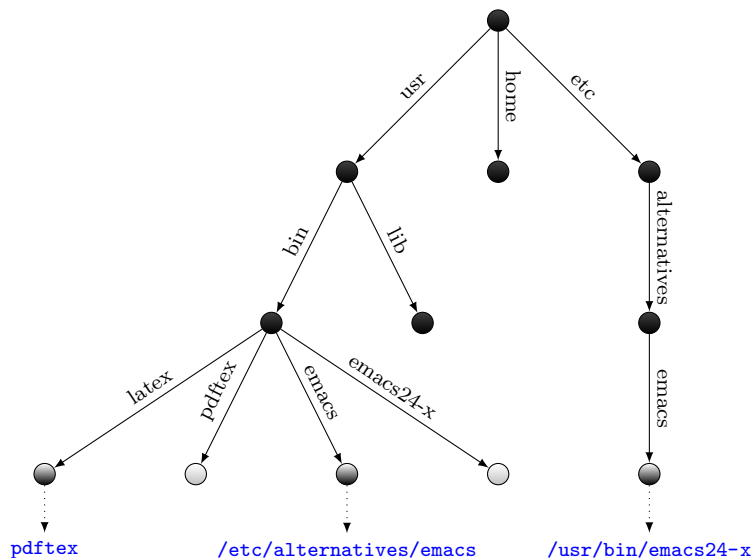 usr
home
etc
alternatives
bin
lib
latex
pdftex
emacs
emacs24-x
emacs
pdftex
/etc/alternatives/emacs
/usr/bin/emacs24-x